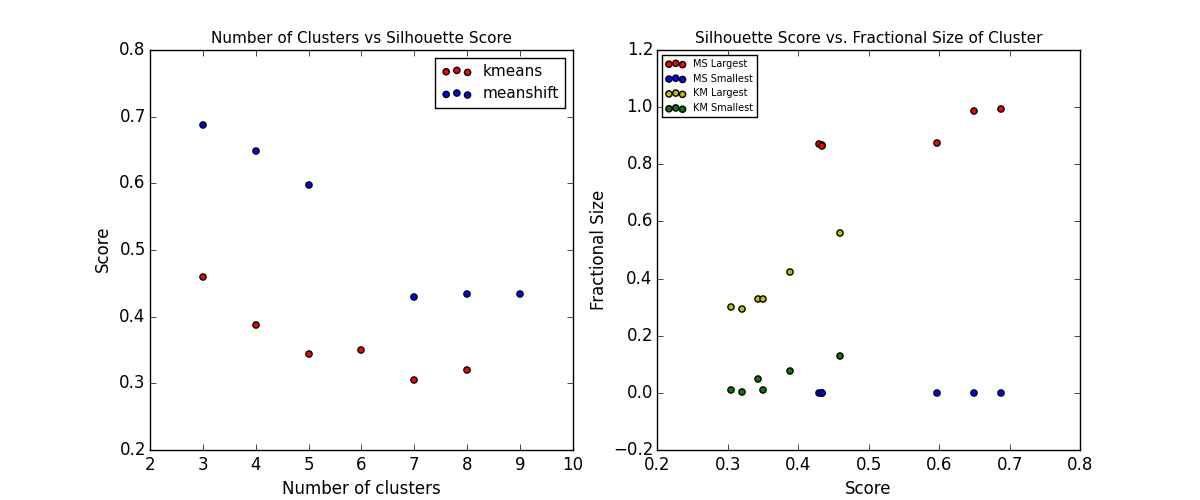 Number of Clusters vs Silhouette Score
0.8
0.7
0.6
0.5
0.4
0.3
0.2
Score
kmeans
meanshift
2 3 4 5 6 7 8 9 10
Number of clusters
Silhouette Score vs. Fractional Size of Cluster
1.2
1.0
0.8
0.6
0.4
0.2
0.0
−0.2
Fractional Size
MS Largest
MS Smallest
KM Largest
KM Smallest
0.2 0.3 0.4 0.5 0.6 0.7 0.8
Score